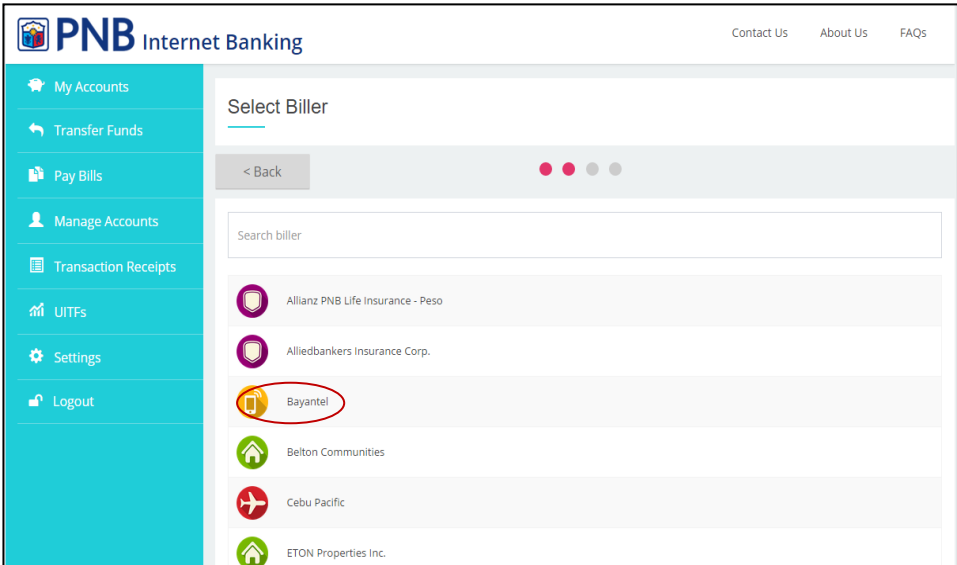 PNB Internet Banking
Contact Us About Us FAQs
My Accounts
Transfer Funds
Pay Bills
Manage Accounts
Transaction Receipts
UITFs
Settings
Logout
Select Biller
< Back
Search biller
Allianz PNB Life Insurance - Peso
Alliedbankers Insurance Corp.
Bayantel
Belton Communities
Cebu Pacific
ETON Properties Inc.